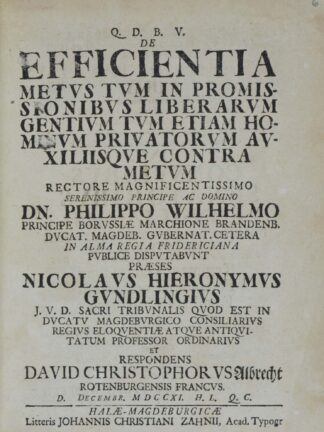 Q. D. B. V.
DE
EFFICIENTIA
METVS TVM IN PROMIS-
SIONIBVS LIBERARVM
GENTIVM TVM ETIAM HO-
MINVM PRIVATORVM AV-
XILIISQVE CONTRA
METVM
RECTORE MAGNIFICENTISSIMO
SERENISSIMO PRINCIPE AC DOMINO
DN. PHILIPPO WILHELMO
PRINCIPE BORVSSIÆ MARCHIONE BRANDENB.
DVCAT. MAGDEB. GVBERNAT. CETERA
IN ALMA REGIA FRIDERICIANA
PVBLICE DISPVTABVNT
PRÆSES
NICOLAVS HIERONYMVS
GVNDLINGIVS
J. V. D. SACRI TRIBVNALIS QVOD EST IN
DVCATV MAGDEBVRGICO CONSILIARIVS
REGIVS ELOQVENTIÆ ATQVE ANTIQVI-
TATVM PROFESSOR ORDINARIVS
ET
RESPONDENS
DAVID CHRISTOPHORVS Albrecht
ROTENBURGENSIS FRANCVS.
D. DECEMBR. MDCCXI. H. L. Q. C.
HALÆ-MAGDEBVRGICÆ
Litteris JOHANNIS CHRISTIANI ZAHNII, Acad. Typogr